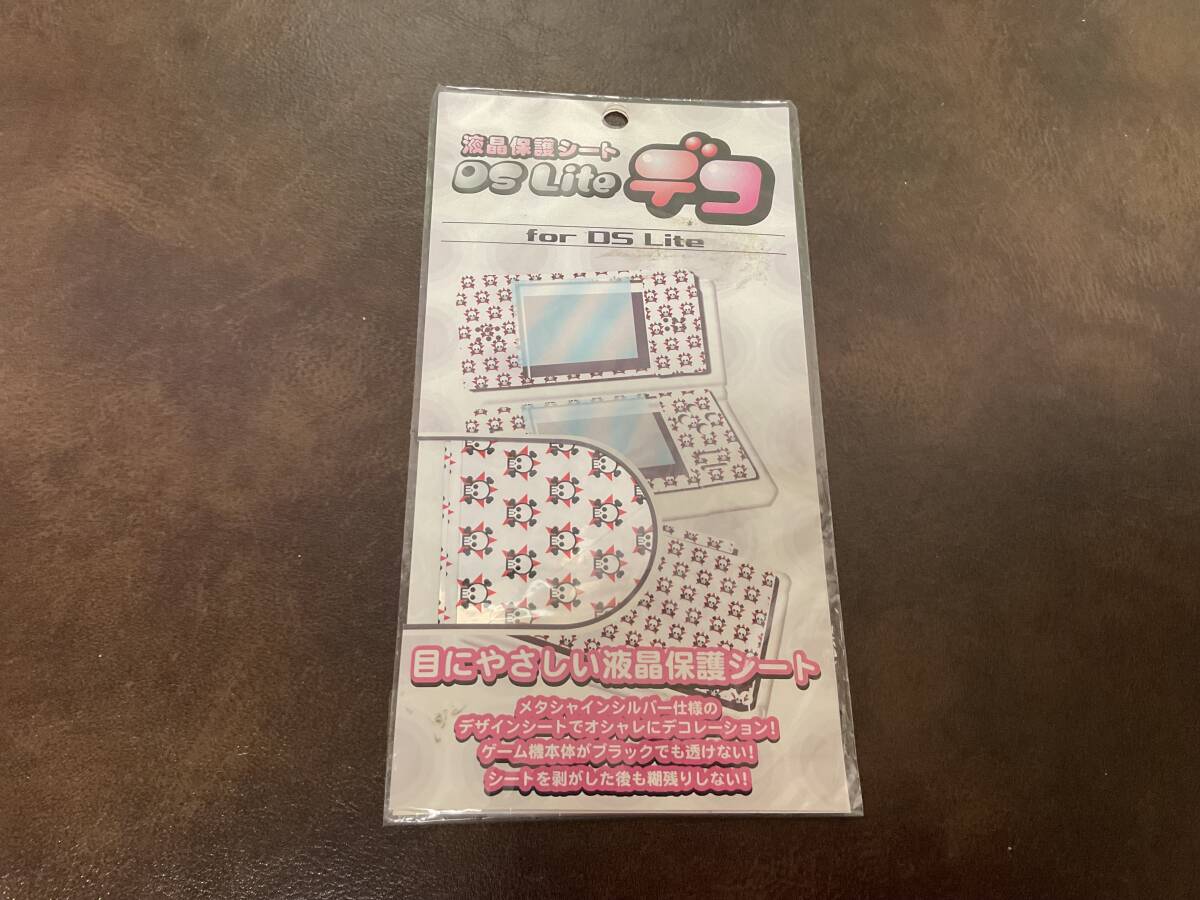 液晶保護シート
DS Lite デコ
for DS Lite
目にやさしい液晶保護シート
メタシャインシルバー仕様の
デザインシートでオシャレにデコレーション!
ゲーム機本体がブラックでも透けない!
シートを剥がした後も糊残りしない!